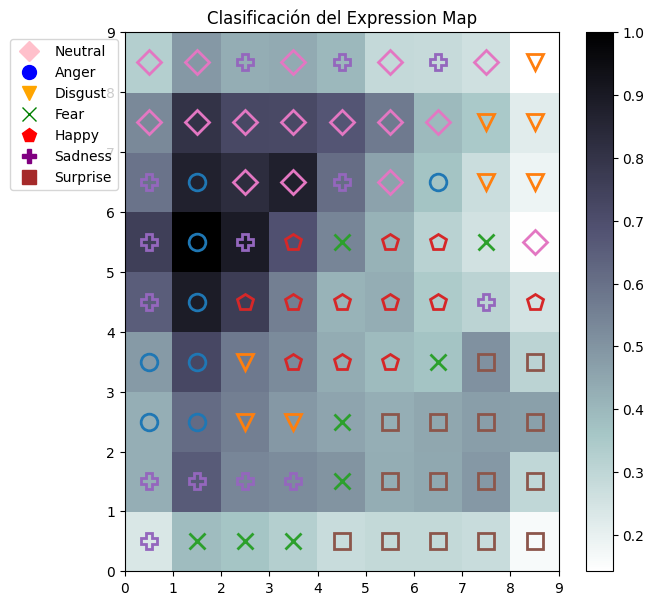 Clasificación del Expression Map
Neutral
Anger
Disgust
Fear
Happy
Sadness
Surprise
9
8
7
6
5
4
3
2
1
0
0 1 2 3 4 5 6 7 8 9
1.0
0.9
0.8
0.7
0.6
0.5
0.4
0.3
0.2